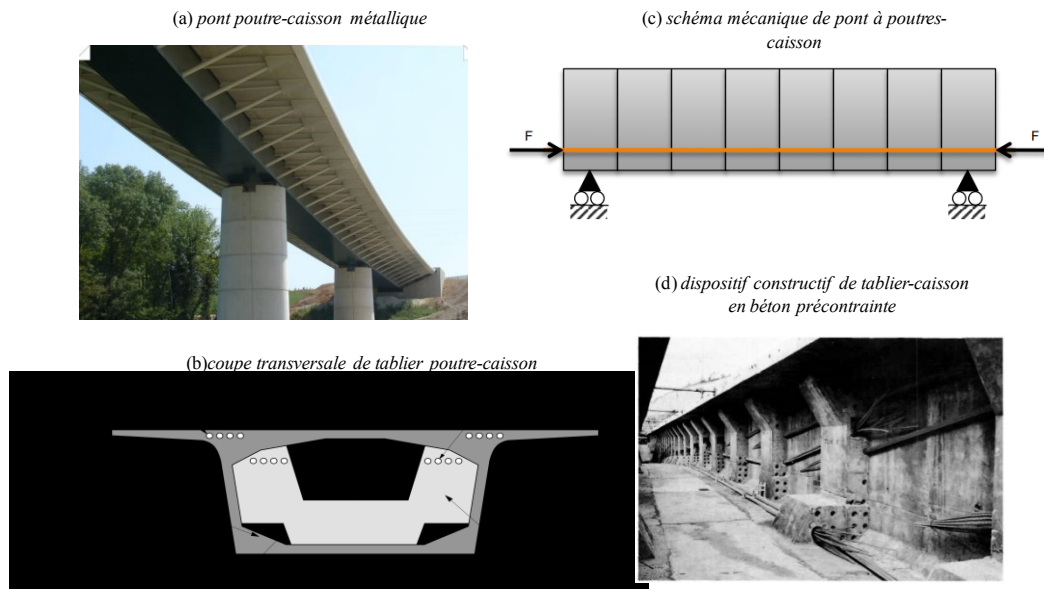 (a) pont poutre-caisson métallique
(c) schéma mécanique de pont à poutres-
caisson
F
F
(d) dispositif constructif de tablier-caisson
en béton précontrainte
(b)coupe transversale de tablier poutre-caisson